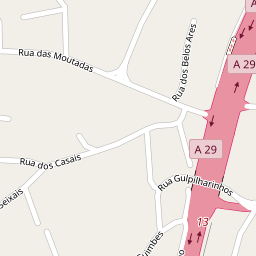 Rua das Moutadas
Rua dos Belos Ares
A 29
A 29
Rua dos Casais
Rua Gulpilharinhos
Seixais
13